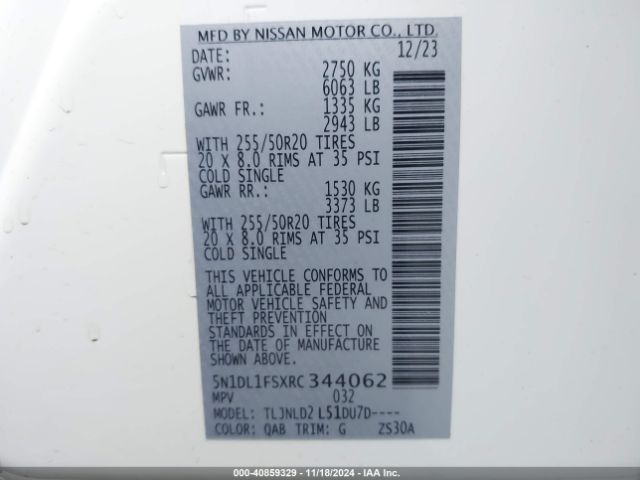 MFD BY NISSAN MOTOR CO., LTD.
DATE: 12/23
GVWR: 2750 KG
6063 LB
GAWR FR.: 1335 KG
2943 LB
WITH 255/50R20 TIRES
20 X 8.0 RIMS AT 35 PSI
COLD SINGLE
GAWR RR.: 1530 KG
3373 LB
WITH 255/50R20 TIRES
20 X 8.0 RIMS AT 35 PSI
COLD SINGLE
THIS VEHICLE CONFORMS TO
ALL APPLICABLE FEDERAL
MOTOR VEHICLE SAFETY AND
THEFT PREVENTION
STANDARDS IN EFFECT ON
THE DATE OF MANUFACTURE
SHOWN ABOVE.
5N1DL1FSXRC344062
MPV 032
MODEL: TLJNLD2 L51DU7D----
COLOR: QAB TRIM: G ZS30A
000-40859329 - 11/18/2024 - IAAI.COM